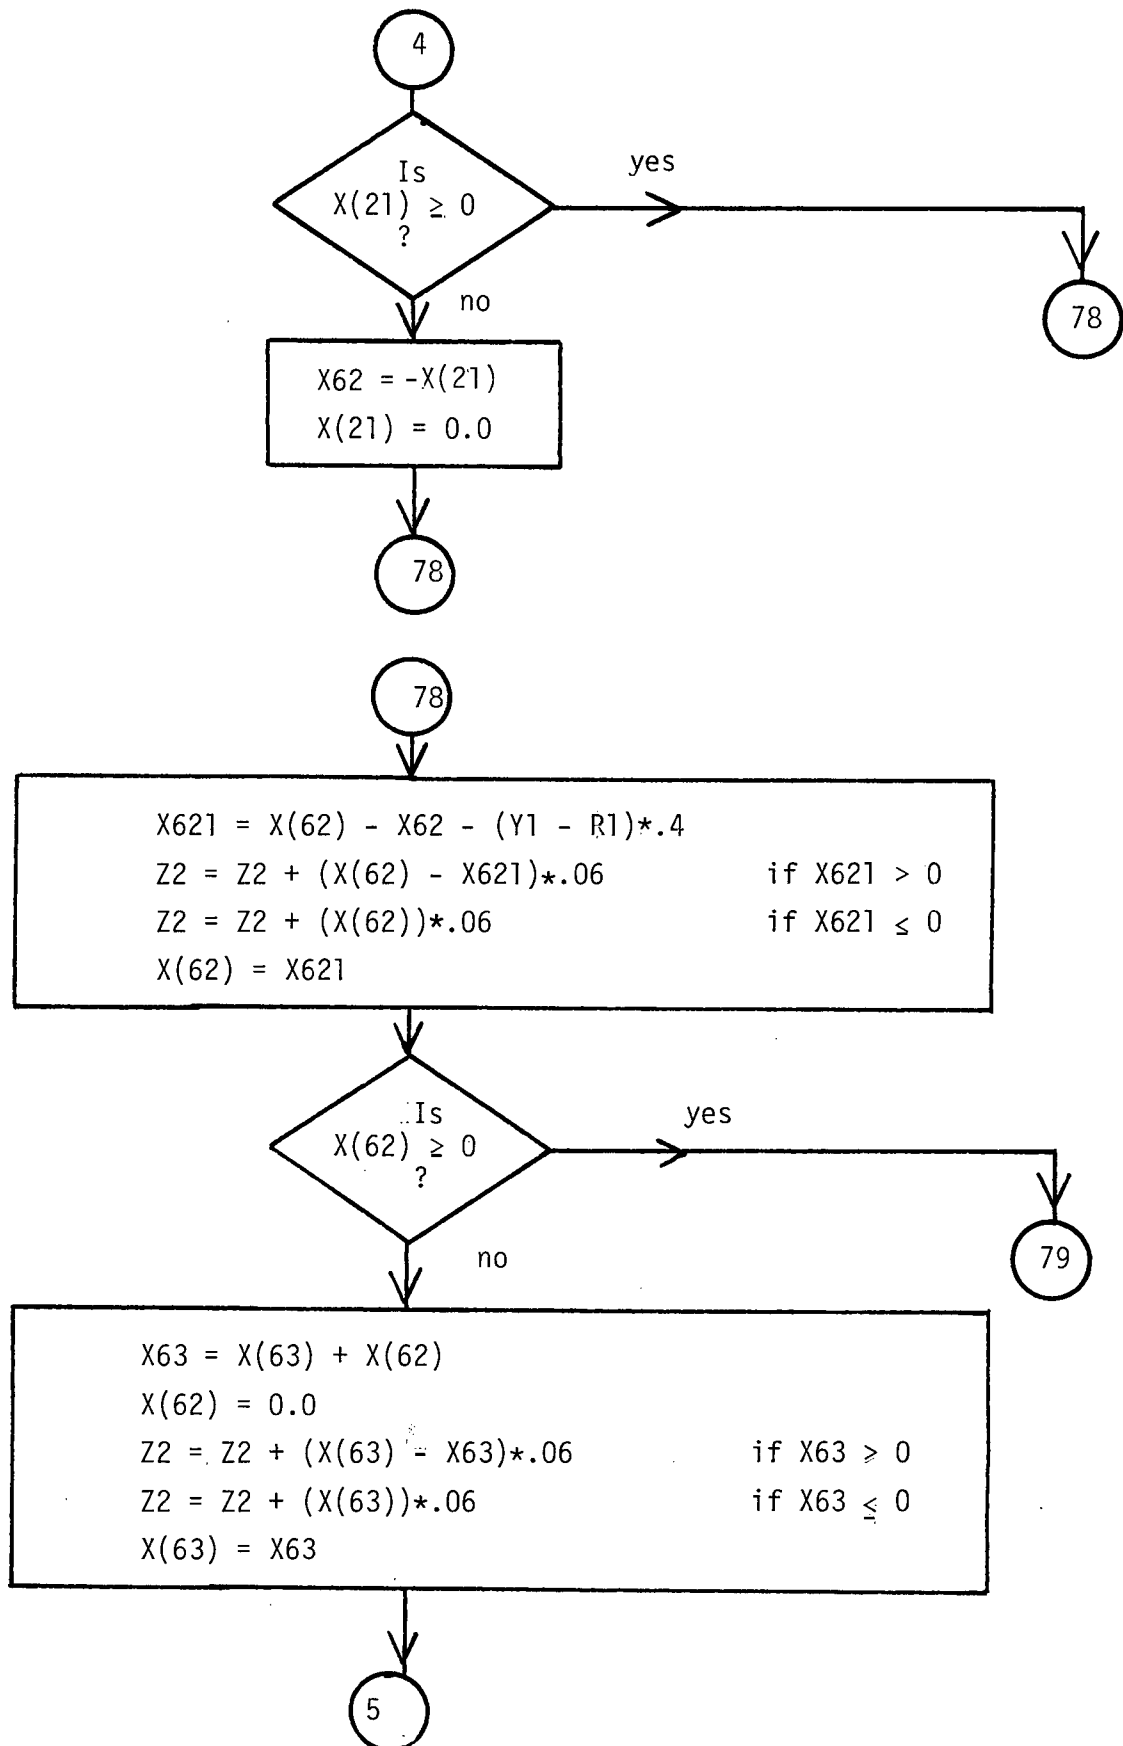 4
Is
X(21) ≥ 0
?
yes
78
no
X62 = -X(21)
X(21) = 0.0
78
78
X621 = X(62) - X62 - (Y1 - R1)*.4
Z2 = Z2 + (X(62) - X621)*.06 if X621 > 0
Z2 = Z2 + (X(62))*.06 if X621 ≤ 0
X(62) = X621
Is
X(62) ≥ 0
?
yes
79
no
X63 = X(63) + X(62)
X(62) = 0.0
Z2 = Z2 + (X(63) - X63)*.06 if X63 > 0
Z2 = Z2 + (X(63))*.06 if X63 ≤ 0
X(63) = X63
5